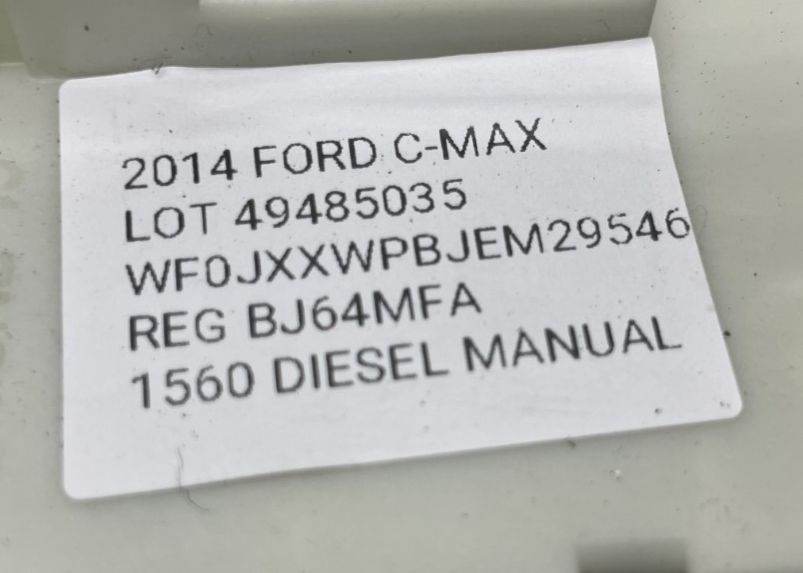 2014 FORD C-MAX
LOT 49485035
WF0JXXWPBJEM29546
REG BJ64MFA
1560 DIESEL MANUAL